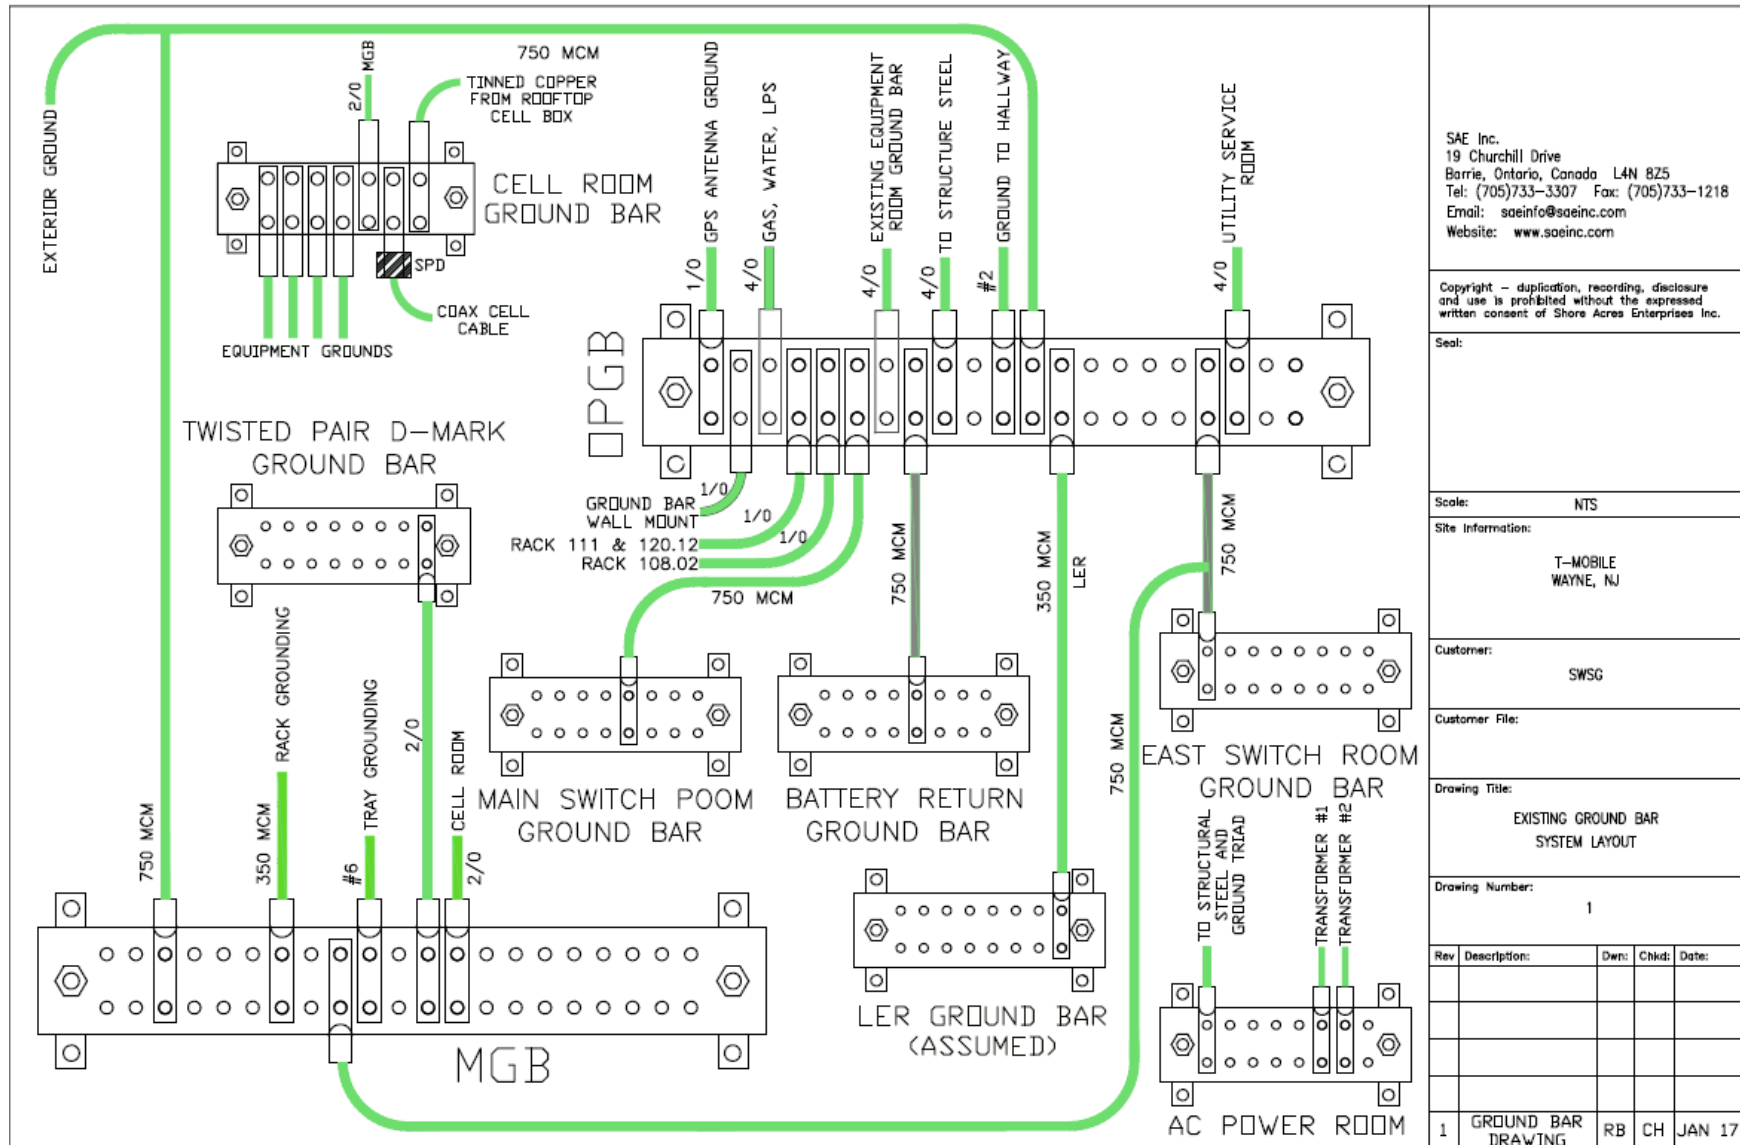 750 MCM
EXTERIOR GROUND
2/0 MGB
TINNED COPPER
FROM ROOFTOP
CELL BOX
CELL ROOM
GROUND BAR
SPD
COAX CELL
CABLE
EQUIPMENT GROUNDS
1/0 GPS ANTENNA GROUND
4/0 GAS, WATER, LPS
4/0 EXISTING EQUIPMENT
ROOM GROUND BAR
4/0 TO STRUCTURE STEEL
#2 GROUND TO HALLWAY
4/0 UTILITY SERVICE
ROOM
OPGB
TWISTED PAIR D-MARK
GROUND BAR
GROUND BAR
WALL MOUNT
1/0
RACK 111 & 120.12
1/0
RACK 108.02
1/0
750 MCM
750 MCM
350 MCM
LER
750 MCM
750 MCM
MAIN SWITCH POOM
GROUND BAR
BATTERY RETURN
GROUND BAR
EAST SWITCH ROOM
GROUND BAR
750 MCM
350 MCM
RACK GROUNDING
#6
TRAY GROUNDING
2/0
2/0
CELL ROOM
MGB
LER GROUND BAR
(ASSUMED)
TO STRUCTURAL
STEEL AND
GROUND TRIAD
TRANSFORMER #1
TRANSFORMER #2
AC POWER ROOM
SAE Inc.
19 Churchill Drive
Barrie, Ontario, Canada L4N 8Z5
Tel: (705)733-3307 Fax: (705)733-1218
Email: saeinfo@saeinc.com
Website: www.saeinc.com
Copyright - duplication, recording, disclosure
and use is prohibited without the expressed
written consent of Shore Acres Enterprises Inc.
Seal:
Scale: NTS
Site Information:
T-MOBILE
WAYNE, NJ
Customer:
SWSG
Customer File:
Drawing Title:
EXISTING GROUND BAR
SYSTEM LAYOUT
Drawing Number:
1
Rev Description: Dwn: Chkd: Date:
1 GROUND BAR
DRAWING RB CH JAN 17